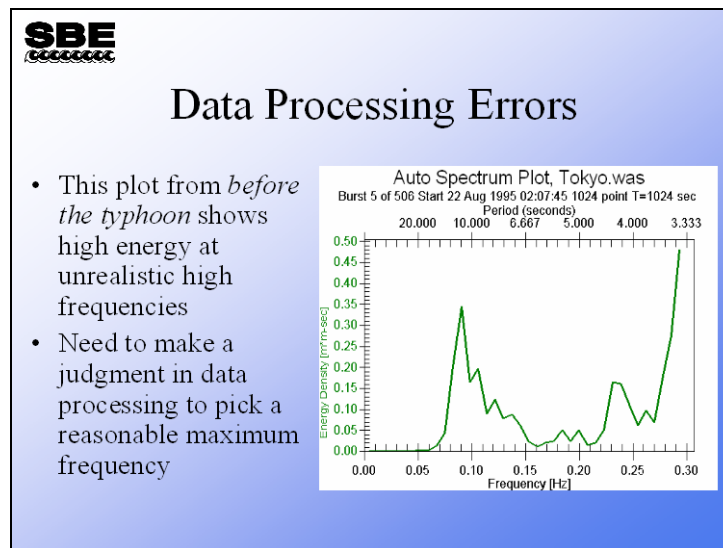 SBE
Data Processing Errors
• This plot from before
the typhoon shows
high energy at
unrealistic high
frequencies
• Need to make a
judgment in data
processing to pick a
reasonable maximum
frequency
Auto Spectrum Plot, Tokyo.was
Burst 5 of 506 Start 22 Aug 1995 02:07:45 1024 point T=1024 sec
Period (seconds)
20.000 10.000 6.667 5.000 4.000 3.333
Energy Density [m*m-sec]
0.50
0.45
0.40
0.35
0.30
0.25
0.20
0.15
0.10
0.05
0.00
0.00 0.05 0.10 0.15 0.20 0.25 0.30
Frequency [Hz]